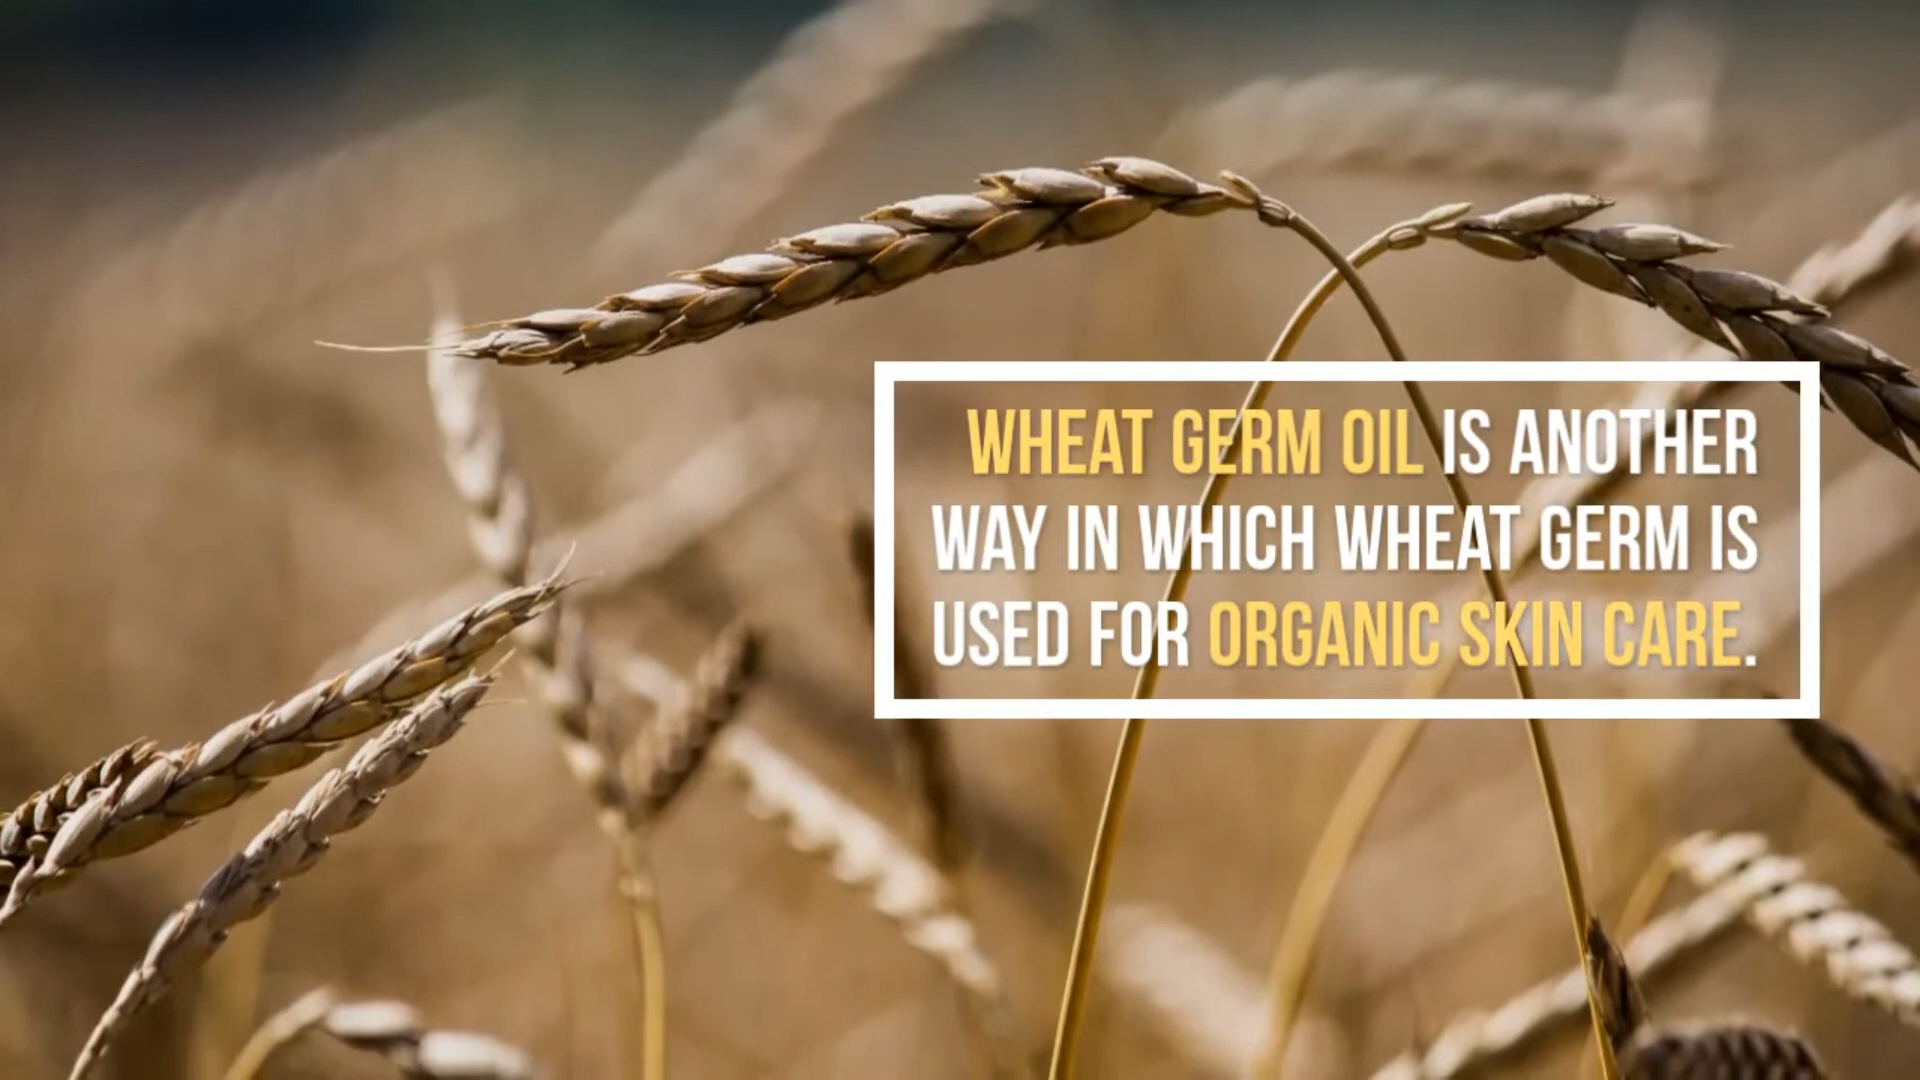 WHEAT GERM OIL IS ANOTHER
WAY IN WHICH WHEAT GERM IS
USED FOR ORGANIC SKIN CARE.